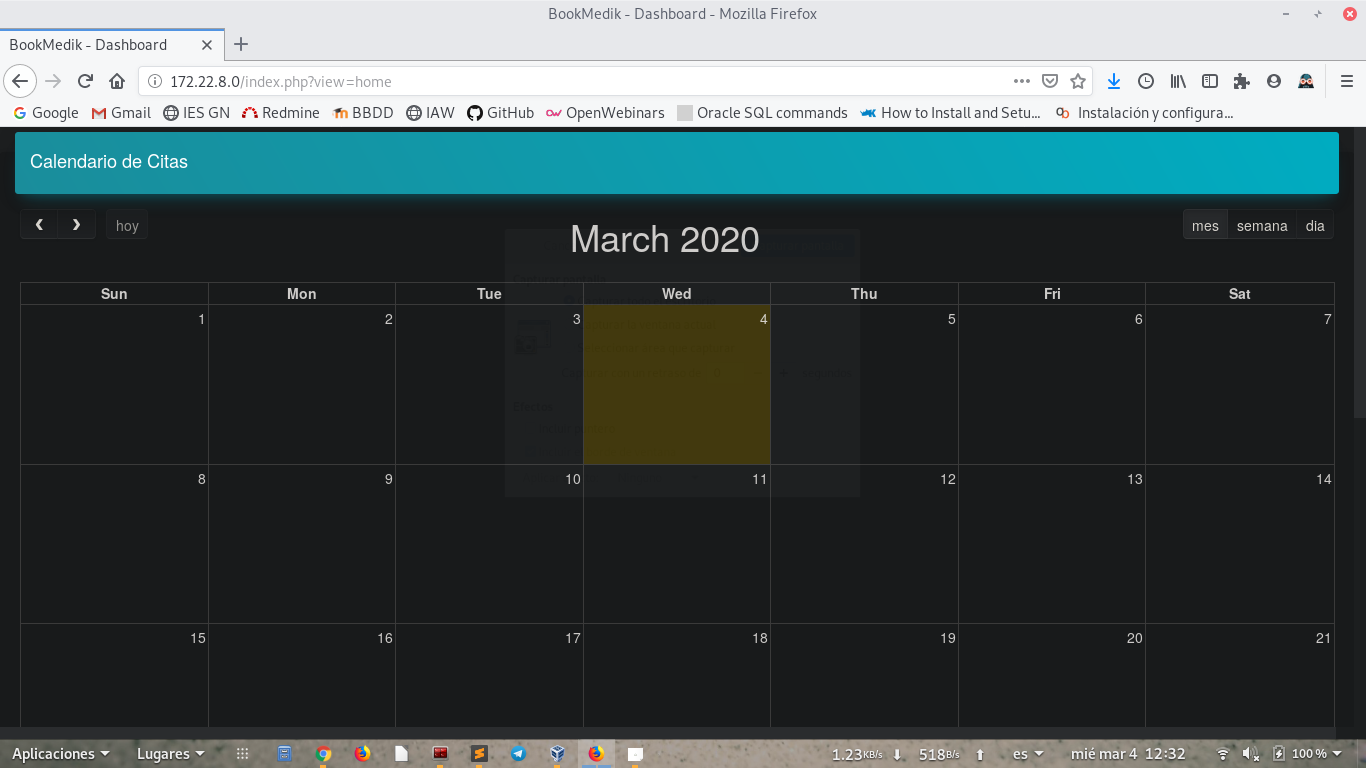 BookMedik - Dashboard - Mozilla Firefox
BookMedik - Dashboard
172.22.8.0/index.php?view=home
Google Gmail IES GN Redmine BBDD IAW GitHub OpenWebinars Oracle SQL commands How to Install and Setu... Instalación y configura...
Calendario de Citas
hoy
March 2020
mes semana dia
Sun Mon Tue Wed Thu Fri Sat
1 2 3 4 5 6 7
8 9 10 11 12 13 14
15 16 17 18 19 20 21
Aplicaciones Lugares 1.23KB/s 518B/s es mié mar 4 12:32 100 %